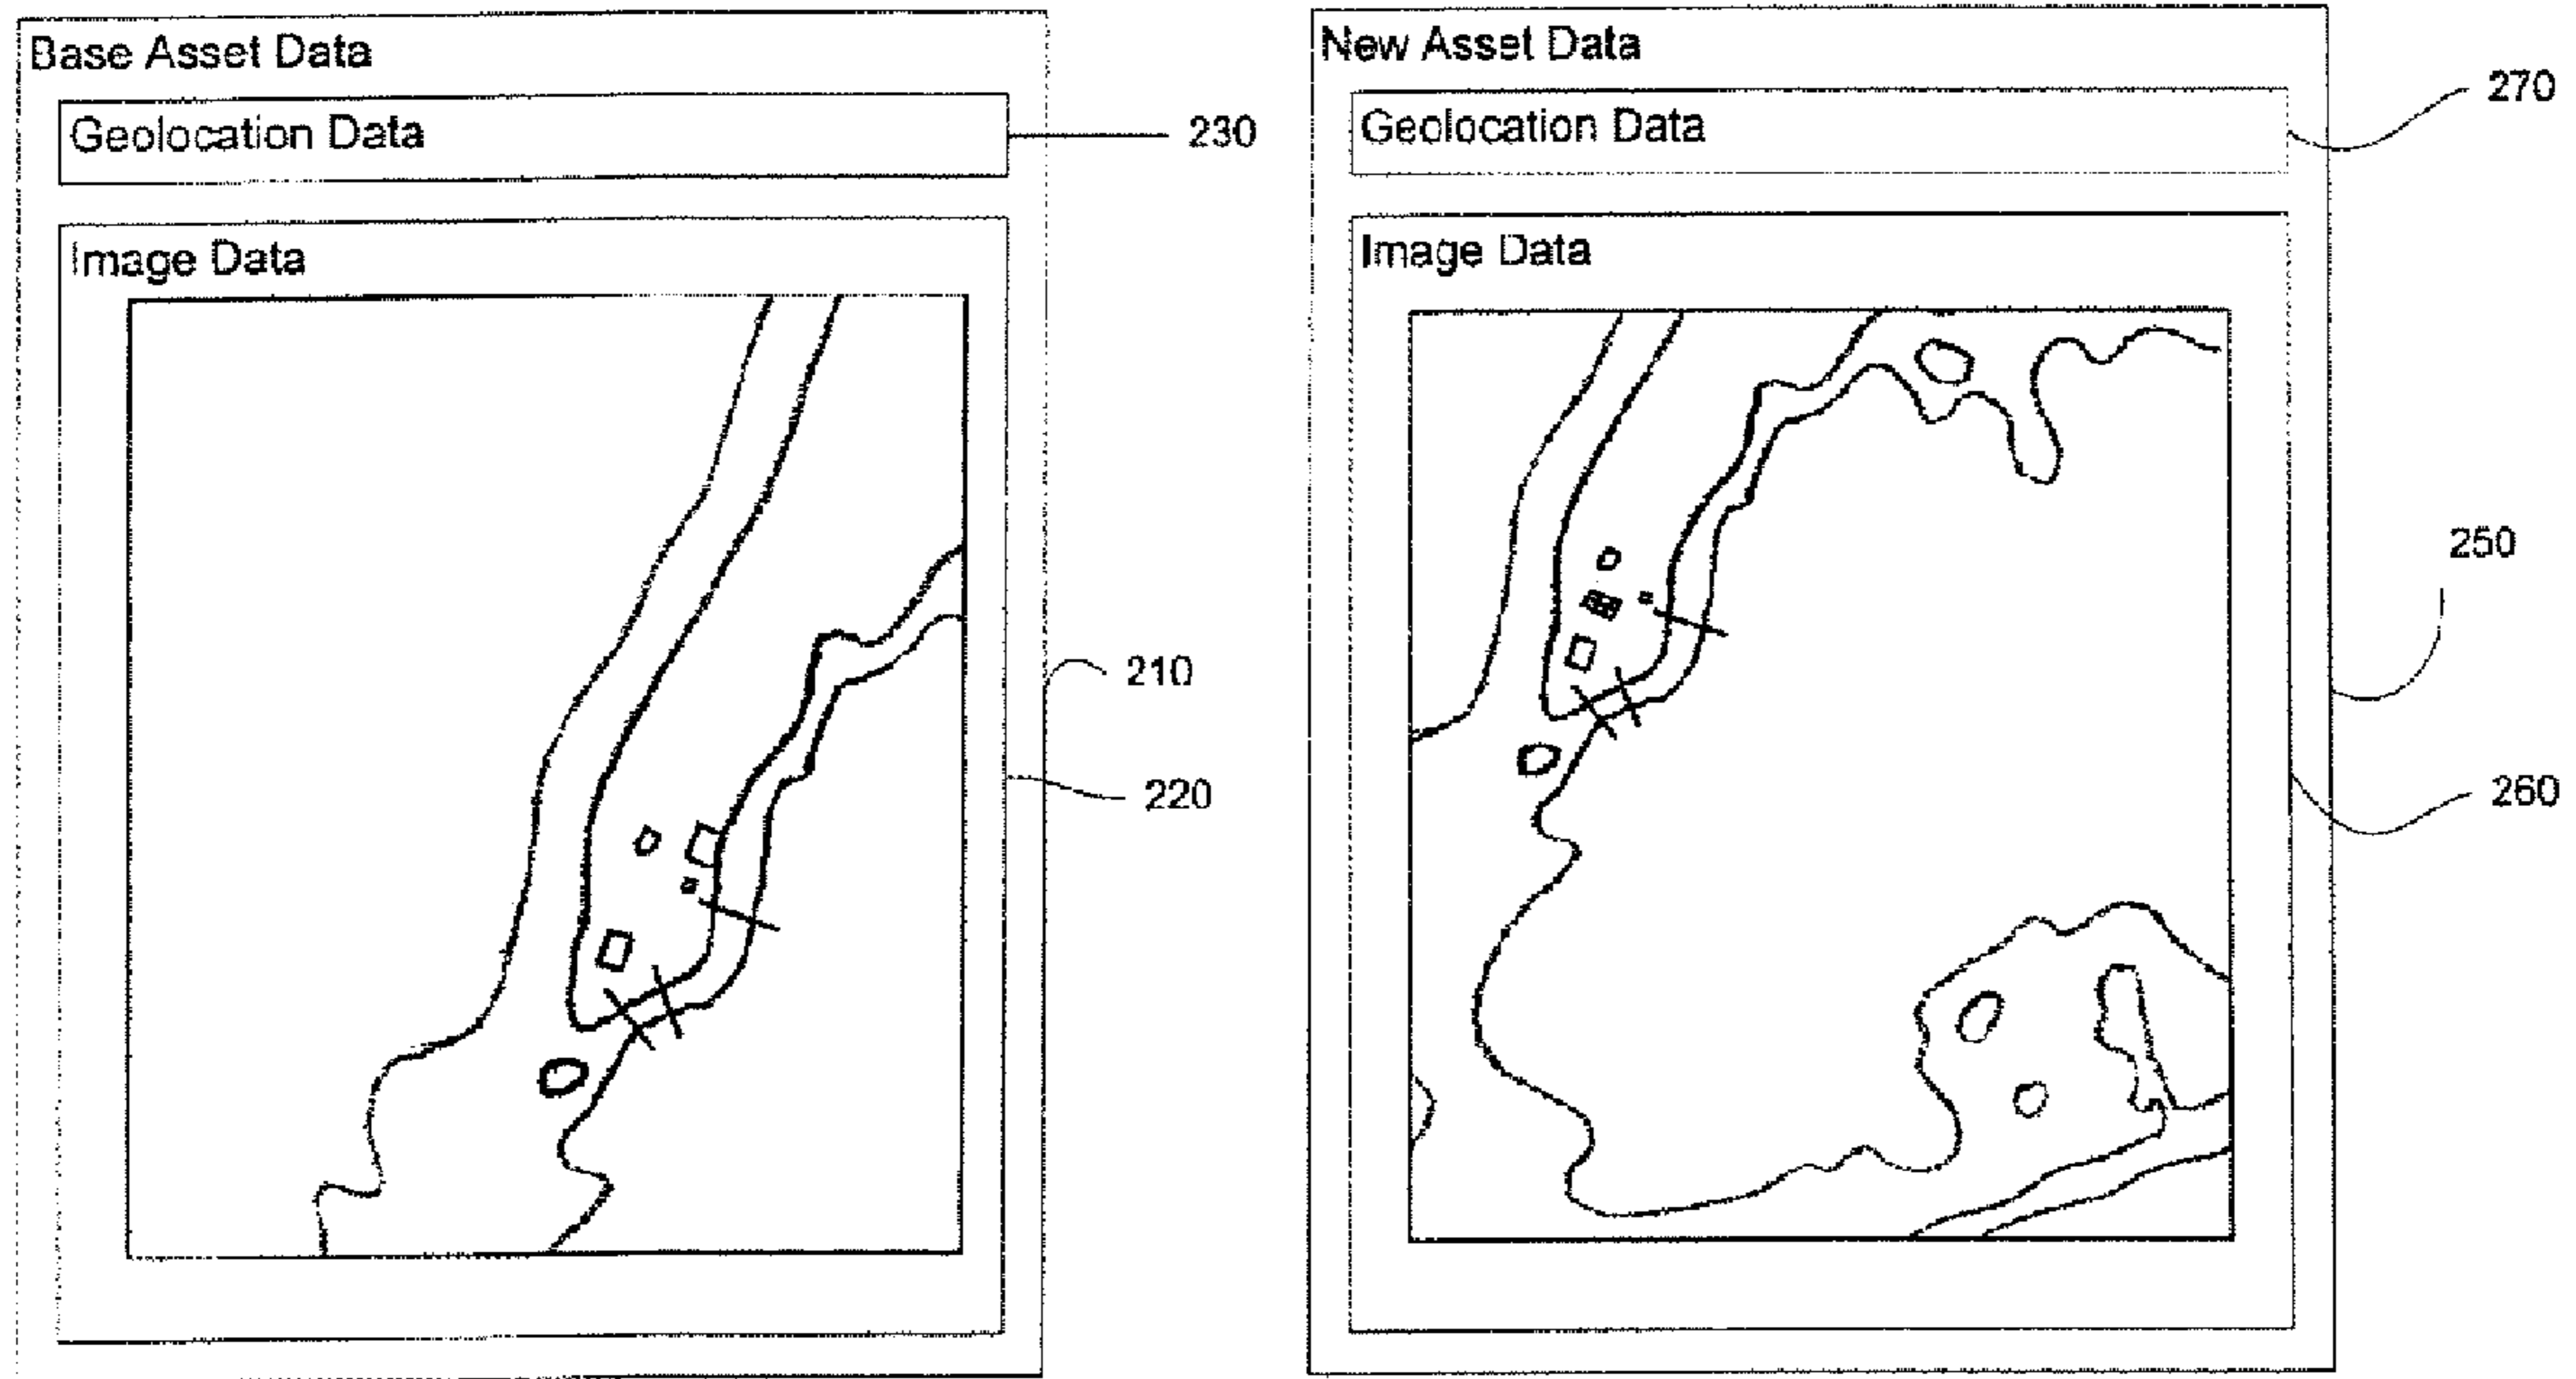 Base Asset Data
Geolocation Data
230
Image Data
210
220
New Asset Data
270
Geolocation Data
Image Data
250
260